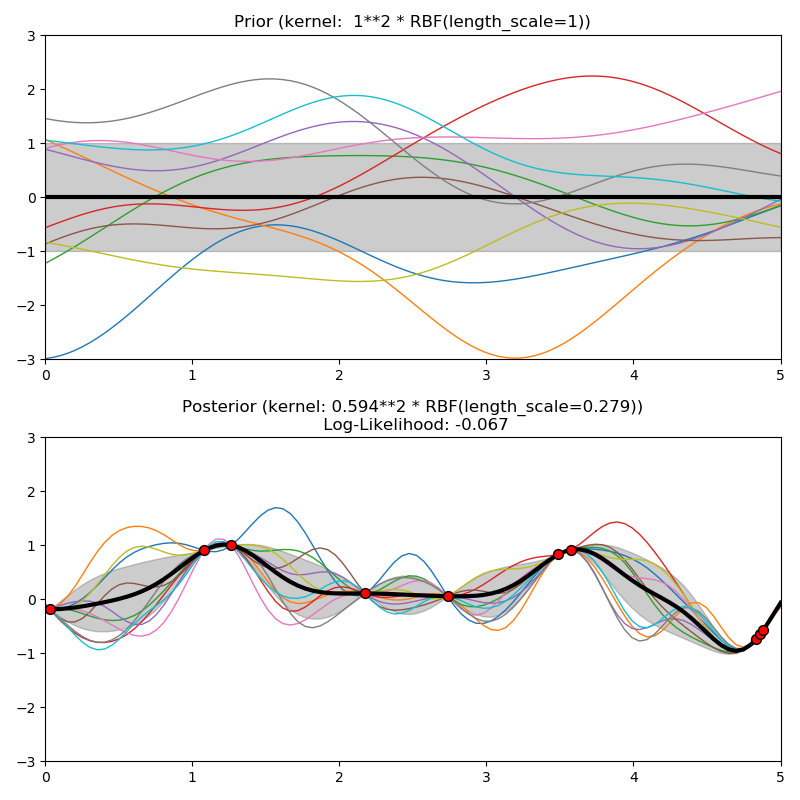 Prior (kernel:  1**2 * RBF(length_scale=1))
3
2
1
0
−1
−2
−3
0 1 2 3 4 5
Posterior (kernel: 0.594**2 * RBF(length_scale=0.279))
Log-Likelihood: -0.067
3
2
1
0
−1
−2
−3
0 1 2 3 4 5